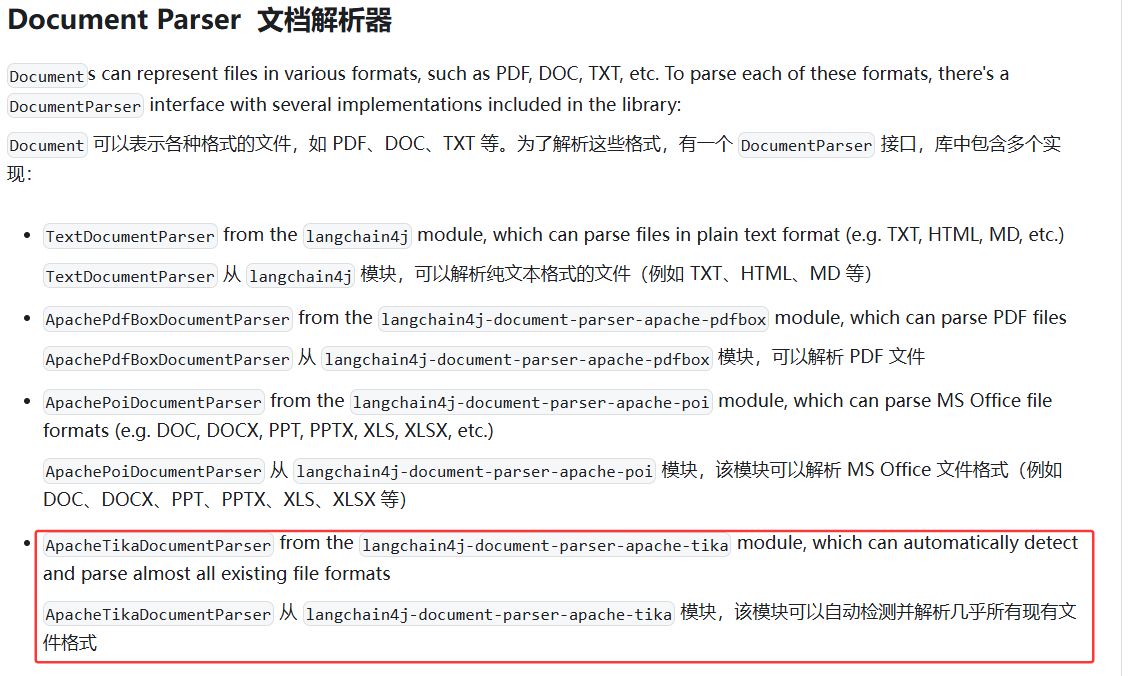 Document Parser 文档解析器
Documents can represent files in various formats, such as PDF, DOC, TXT, etc. To parse each of these formats, there's a
DocumentParser interface with several implementations included in the library:
Document 可以表示各种格式的文件，如 PDF、DOC、TXT 等。为了解析这些格式，有一个 DocumentParser 接口，库中包含多个实
现：
• TextDocumentParser from the langchain4j module, which can parse files in plain text format (e.g. TXT, HTML, MD, etc.)
TextDocumentParser 从 langchain4j 模块，可以解析纯文本格式的文件（例如 TXT、HTML、MD 等）
• ApachePdfBoxDocumentParser from the langchain4j-document-parser-apache-pdfbox module, which can parse PDF files
ApachePdfBoxDocumentParser 从 langchain4j-document-parser-apache-pdfbox 模块，可以解析 PDF 文件
• ApachePoiDocumentParser from the langchain4j-document-parser-apache-poi module, which can parse MS Office file
formats (e.g. DOC, DOCX, PPT, PPTX, XLS, XLSX, etc.)
ApachePoiDocumentParser 从 langchain4j-document-parser-apache-poi 模块，该模块可以解析 MS Office 文件格式（例如
DOC、DOCX、PPT、PPTX、XLS、XLSX 等）
• ApacheTikaDocumentParser from the langchain4j-document-parser-apache-tika module, which can automatically detect
and parse almost all existing file formats
ApacheTikaDocumentParser 从 langchain4j-document-parser-apache-tika 模块，该模块可以自动检测并解析几乎所有现有文
件格式